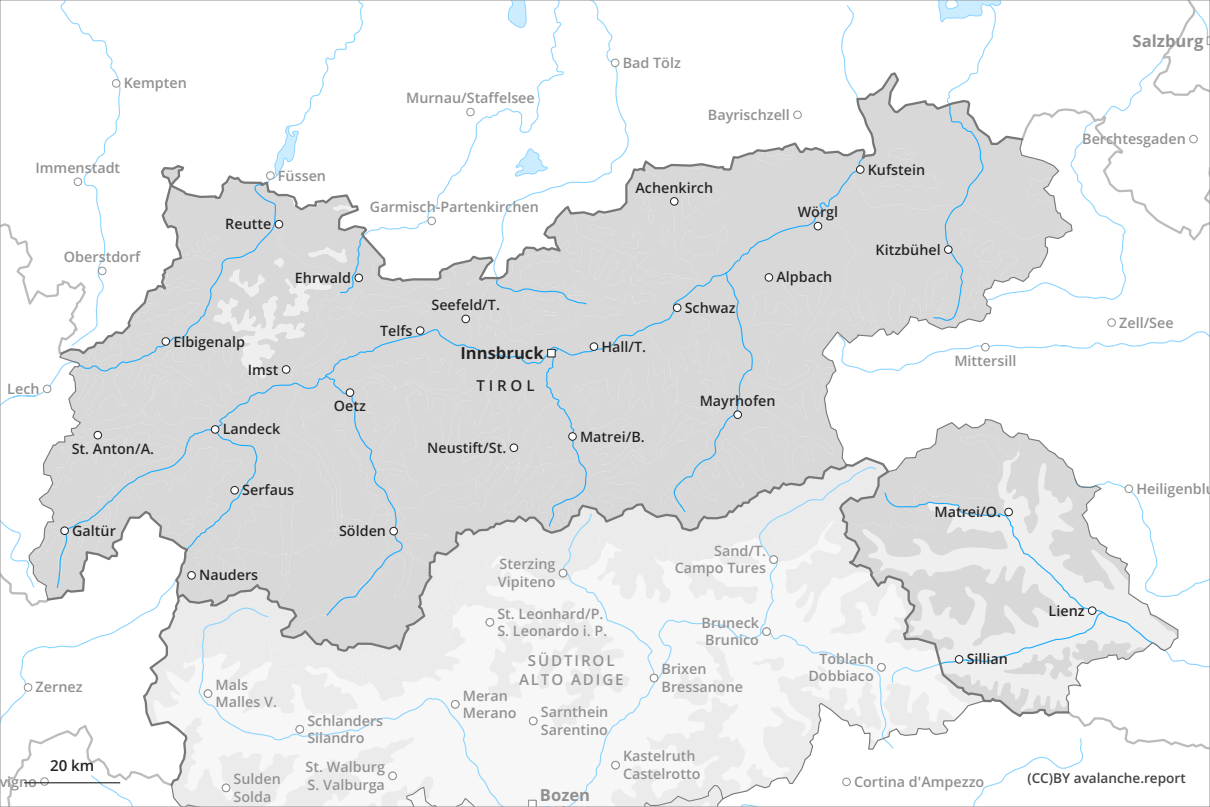 Salzburg
Bad Tölz
Kempten
Murnau/Staffelsee
Bayrischzell
Berchtesgaden
Immenstadt
Füssen
Kufstein
Achenkirch
Garmisch-Partenkirchen
Wörgl
Reutte
Kitzbühel
Oberstdorf
Ehrwald
Alpbach
Seefeld/T.
Schwaz
Zell/See
Telfs
Elbigenalp
Innsbruck
Hall/T.
Mittersill
Imst
TIROL
Lech
Oetz
Mayrhofen
Landeck
Matrei/B.
St. Anton/A.
Neustift/St.
Serfaus
Heiligenblu
Matrei/O.
Galtür
Sölden
Sand/T.
Campo Tures
Sterzing
Vipiteno
Nauders
Lienz
St. Leonhard/P.
S. Leonardo i. P.
Bruneck
Brunico
SÜDTIROL
ALTO ADIGE
Toblach
Dobbiaco
Sillian
Brixen
Bressanone
Zernez
Mals
Malles V.
Meran
Merano
Sarnthein
Sarentino
Schlanders
Silandro
Kastelruth
Castelrotto
20 km
St. Walburg
S. Valburga
vigno
Sulden
Solda
Cortina d'Ampezzo
(CC)BY avalanche.report
Bozen